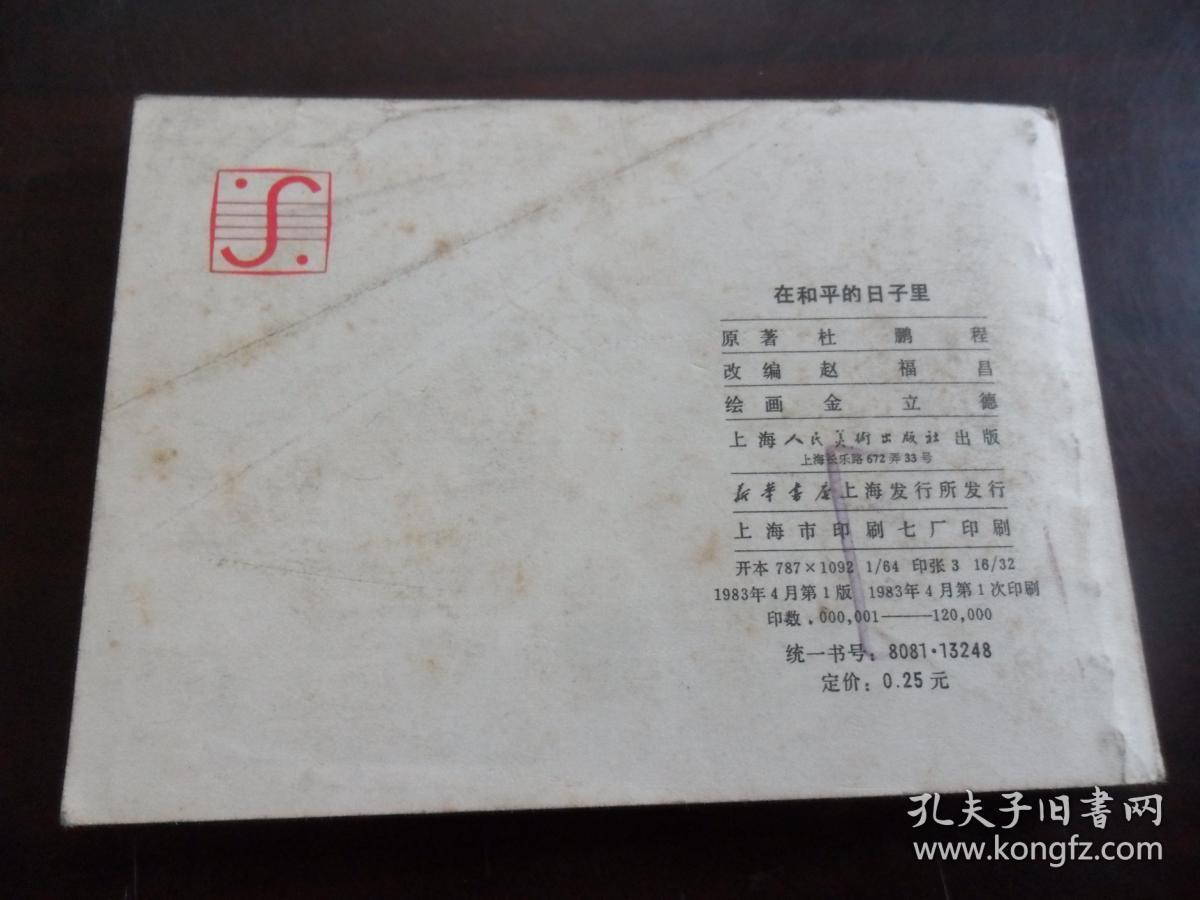 在和平的日子里
原著 杜鹏程
改编 赵福昌
绘画 金立德
上海人民美術出版社出版
上海长乐路672弄33号
新华书店上海发行所发行
上海市印刷七厂印刷
开本 787×1092 1/64 印张 3 16/32
1983年4月第1版 1983年4月第1次印刷
印数.000,001——120,000
统一书号:8081·13248
定价:0.25元
孔夫子旧书网
www.kongfz.com